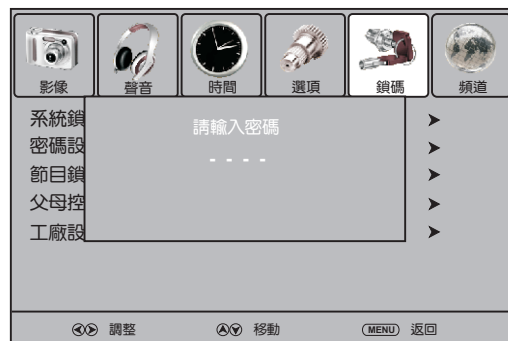 影像 聲音 時間 選項 鎖碼 頻道
系統鎖
請輸入密碼
密碼設
- - - -
節目鎖
父母控
工廠設
調整 移動 MENU 返回